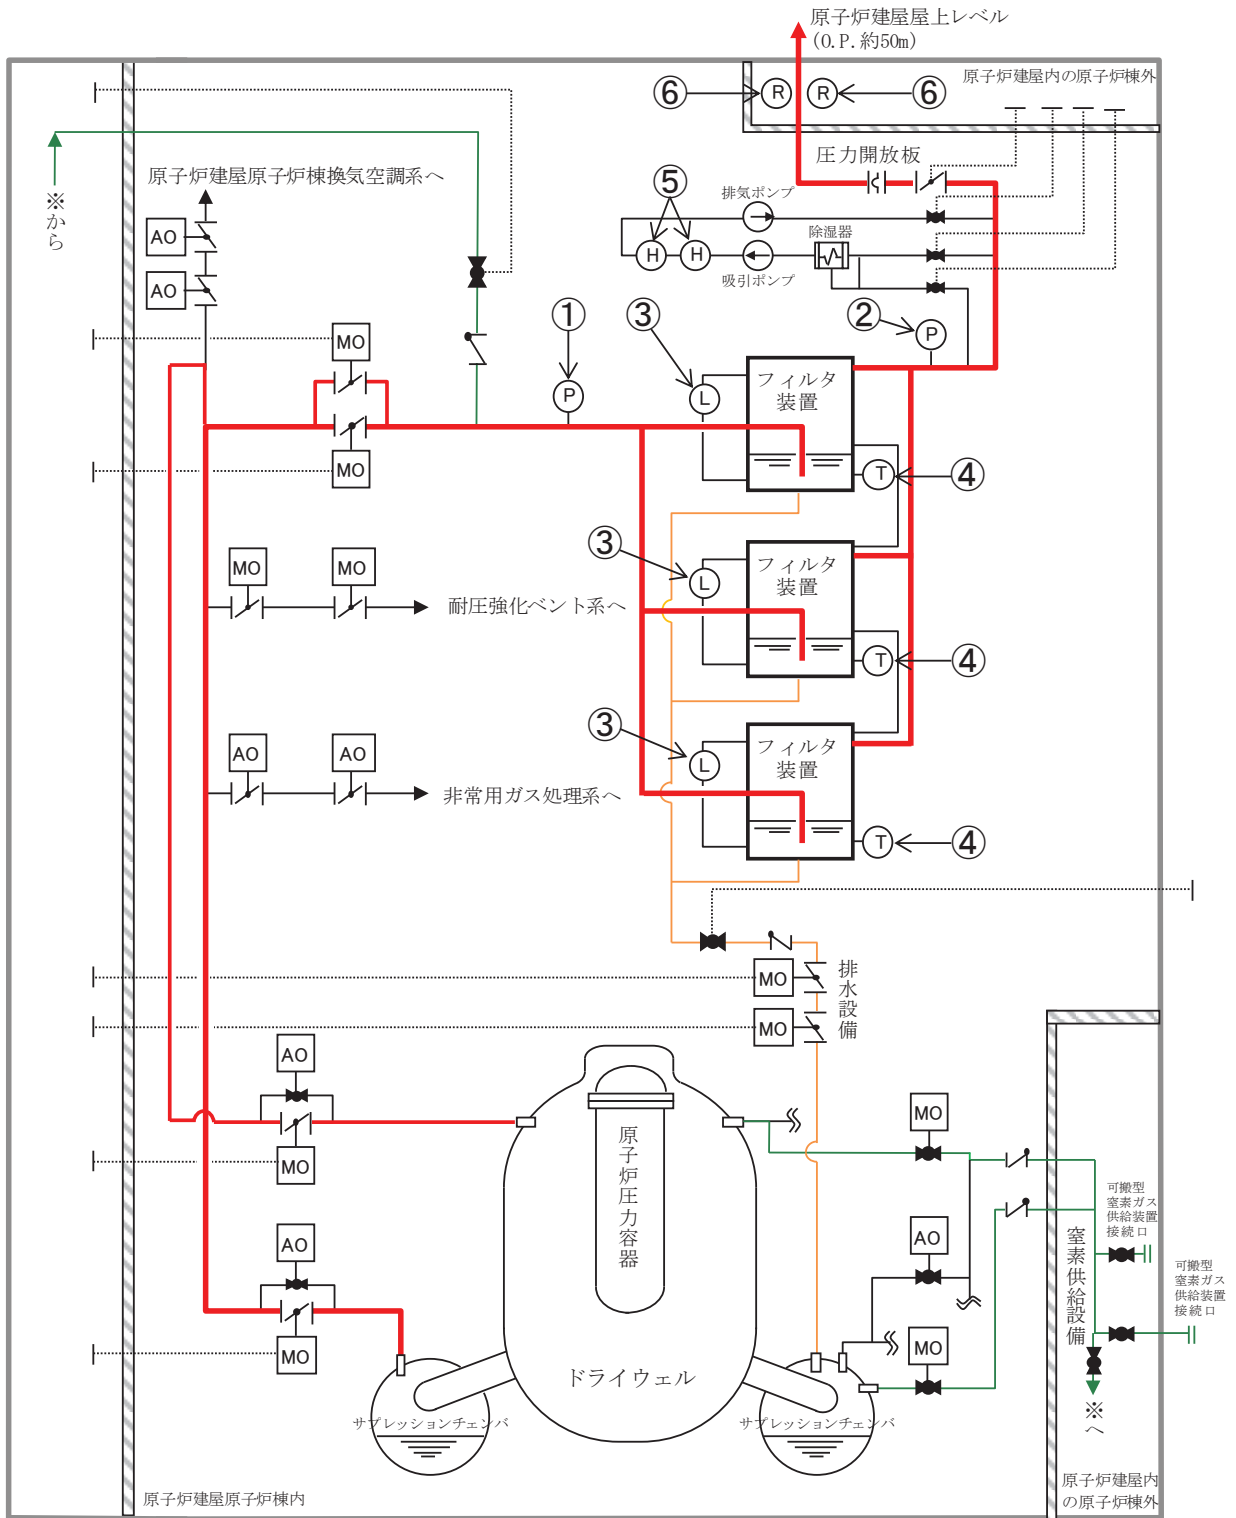 原子炉建屋屋上レベル
(O.P.約50m)
原子炉建屋内の原子炉棟外
⑥
R
R
⑥
圧力開放板
原子炉建屋原子炉棟換気空調系へ
※から
⑤
排気ポンプ
除湿器
H
H
吸引ポンプ
AO
AO
①
③
②
P
MO
P
L
フィルタ
装置
MO
T
④
③
MO
MO
L
フィルタ
装置
耐圧強化ベント系へ
T
④
③
AO
AO
L
フィルタ
装置
非常用ガス処理系へ
T
④
MO
排水設備
MO
AO
MO
原子炉圧力容器
MO
可搬型
窒素ガス
供給装置
接続口
AO
AO
窒素供給設備
可搬型
窒素ガス
供給装置
接続口
MO
MO
ドライウェル
※へ
サプレッションチェンバ
サプレッションチェンバ
原子炉建屋原子炉棟内
原子炉建屋内
の原子炉棟外